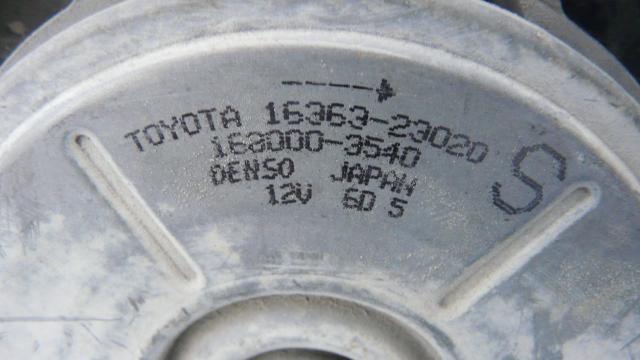 TOYOTA 16363-23020
168000-3540
DENSO JAPAN
12V 6D 5
S